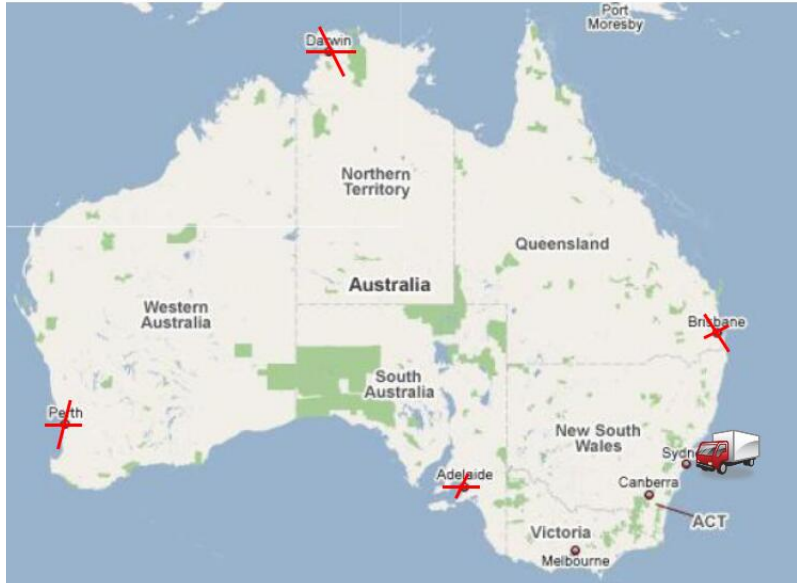 Port
Moresby
Darwin
Northern
Territory
Queensland
Australia
Western
Australia
Brisbane
South
Australia
Perth
New South
Wales
Adelaide
Canberra
ACT
Victoria
Melbourne